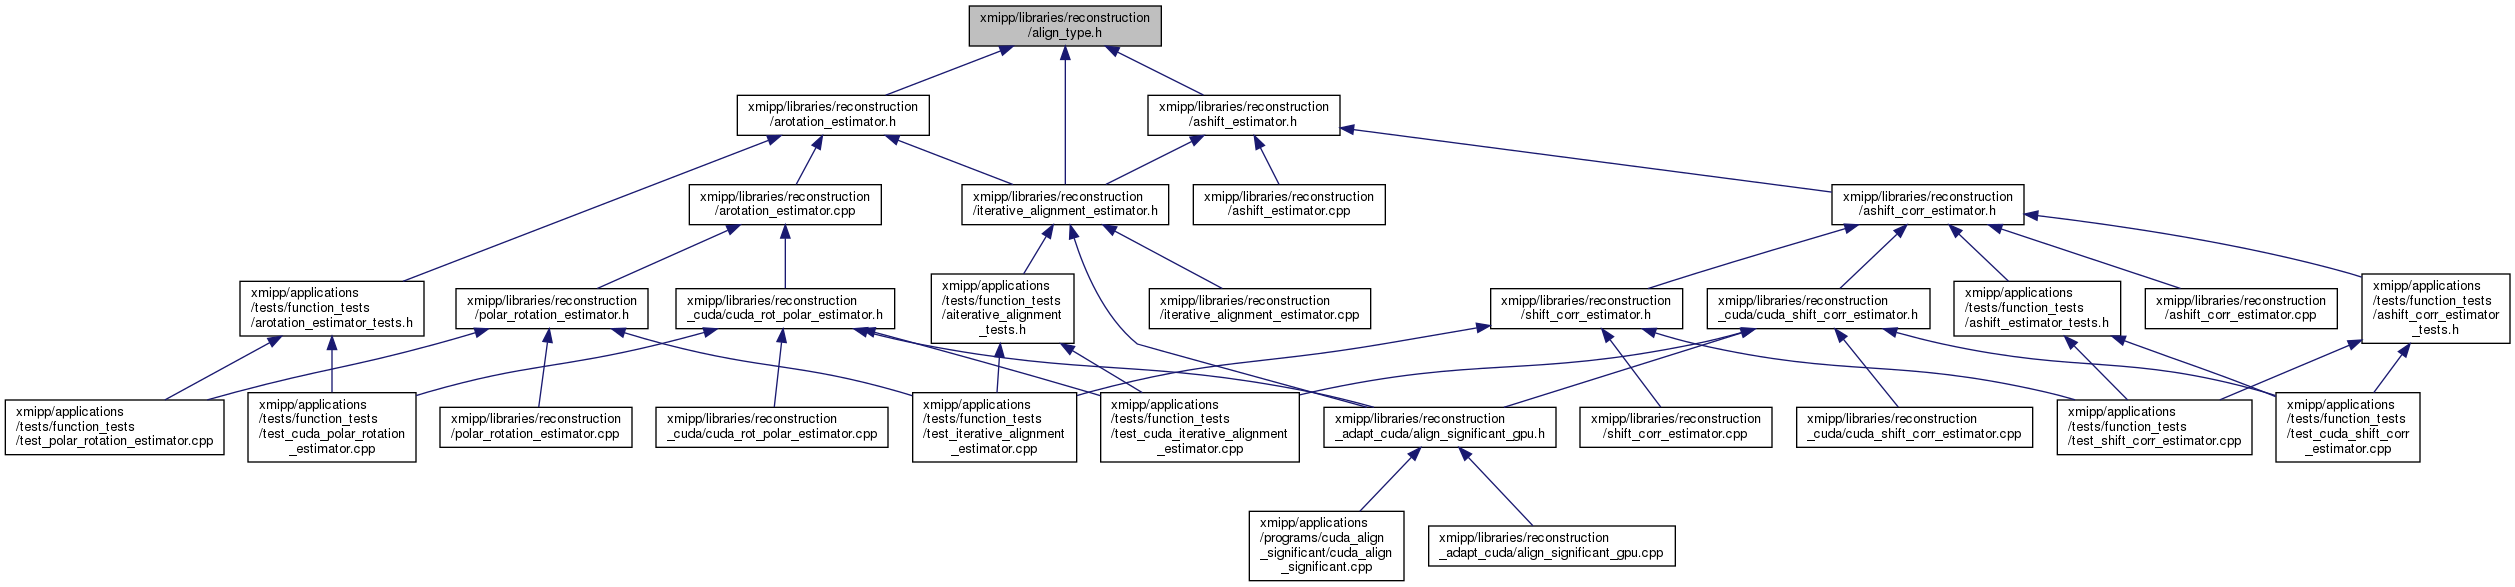 xmipp/libraries/reconstruction
/align_type.h
xmipp/libraries/reconstruction
/arotation_estimator.h
xmipp/libraries/reconstruction
/ashift_estimator.h
xmipp/libraries/reconstruction
/arotation_estimator.cpp
xmipp/libraries/reconstruction
/iterative_alignment_estimator.h
xmipp/libraries/reconstruction
/ashift_estimator.cpp
xmipp/libraries/reconstruction
/ashift_corr_estimator.h
xmipp/applications
/tests/function_tests
/arotation_estimator_tests.h
xmipp/libraries/reconstruction
/polar_rotation_estimator.h
xmipp/libraries/reconstruction
_cuda/cuda_rot_polar_estimator.h
xmipp/applications
/tests/function_tests
/aiterative_alignment
_tests.h
xmipp/libraries/reconstruction
/iterative_alignment_estimator.cpp
xmipp/libraries/reconstruction
/shift_corr_estimator.h
xmipp/libraries/reconstruction
_cuda/cuda_shift_corr_estimator.h
xmipp/applications
/tests/function_tests
/ashift_estimator_tests.h
xmipp/libraries/reconstruction
/ashift_corr_estimator.cpp
xmipp/applications
/tests/function_tests
/ashift_corr_estimator
_tests.h
xmipp/applications
/tests/function_tests
/test_polar_rotation_estimator.cpp
xmipp/applications
/tests/function_tests
/test_cuda_polar_rotation
_estimator.cpp
xmipp/libraries/reconstruction
/polar_rotation_estimator.cpp
xmipp/libraries/reconstruction
_cuda/cuda_rot_polar_estimator.cpp
xmipp/applications
/tests/function_tests
/test_iterative_alignment
_estimator.cpp
xmipp/applications
/tests/function_tests
/test_cuda_iterative_alignment
_estimator.cpp
xmipp/libraries/reconstruction
_adapt_cuda/align_significant_gpu.h
xmipp/libraries/reconstruction
/shift_corr_estimator.cpp
xmipp/libraries/reconstruction
_cuda/cuda_shift_corr_estimator.cpp
xmipp/applications
/tests/function_tests
/test_shift_corr_estimator.cpp
xmipp/applications
/tests/function_tests
/test_cuda_shift_corr
_estimator.cpp
xmipp/applications
/programs/cuda_align
_significant/cuda_align
_significant.cpp
xmipp/libraries/reconstruction
_adapt_cuda/align_significant_gpu.cpp